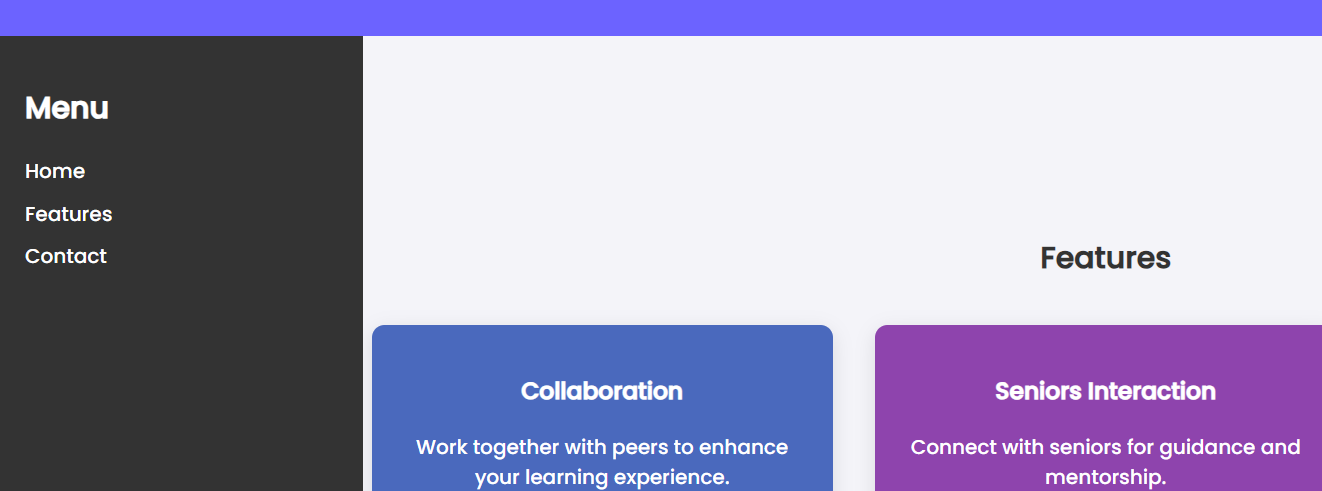 Menu
Home
Features
Contact
Features
Collaboration
Work together with peers to enhance
your learning experience.
Seniors Interaction
Connect with seniors for guidance and
mentorship.